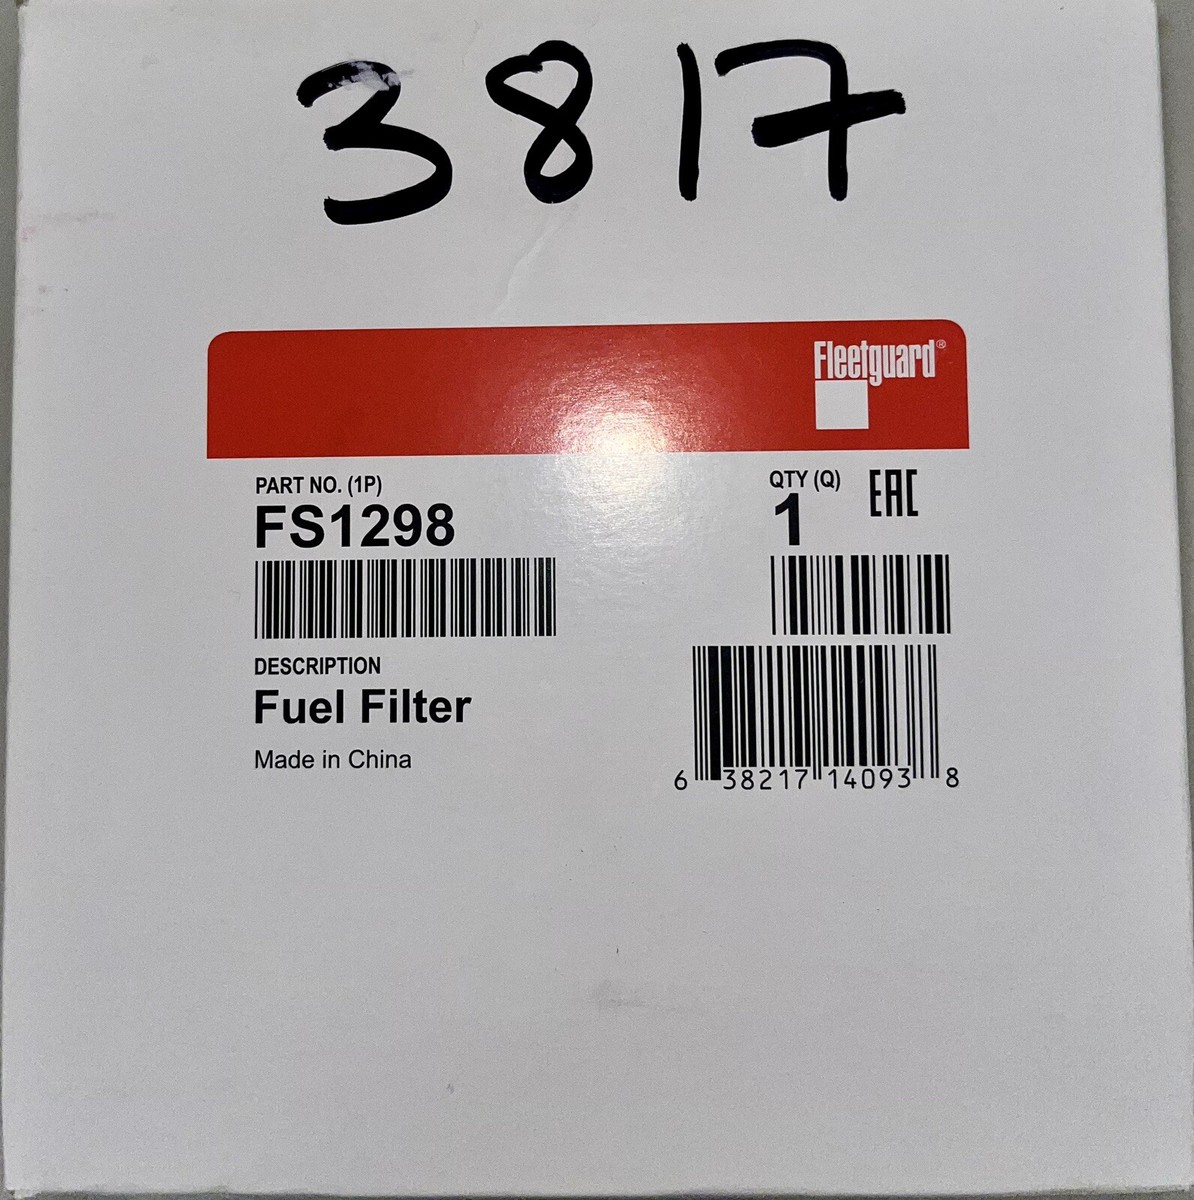 3817
Fleetguard®
PART NO. (1P)
FS1298
QTY (Q)
1
EAC
DESCRIPTION
Fuel Filter
Made in China
6 38217 14093 8